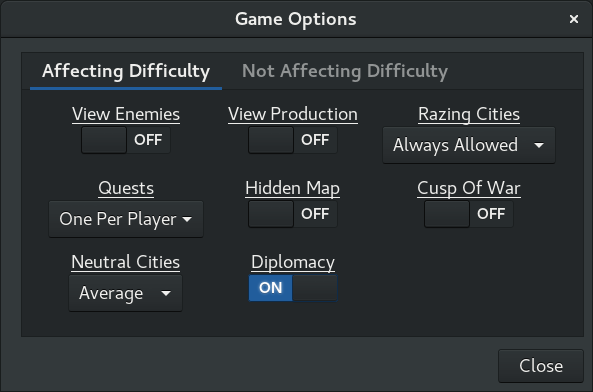 Game Options
×
Affecting Difficulty Not Affecting Difficulty
View Enemies View Production Razing Cities
OFF OFF Always Allowed
Quests Hidden Map Cusp Of War
One Per Player OFF OFF
Neutral Cities Diplomacy
Average ON
Close